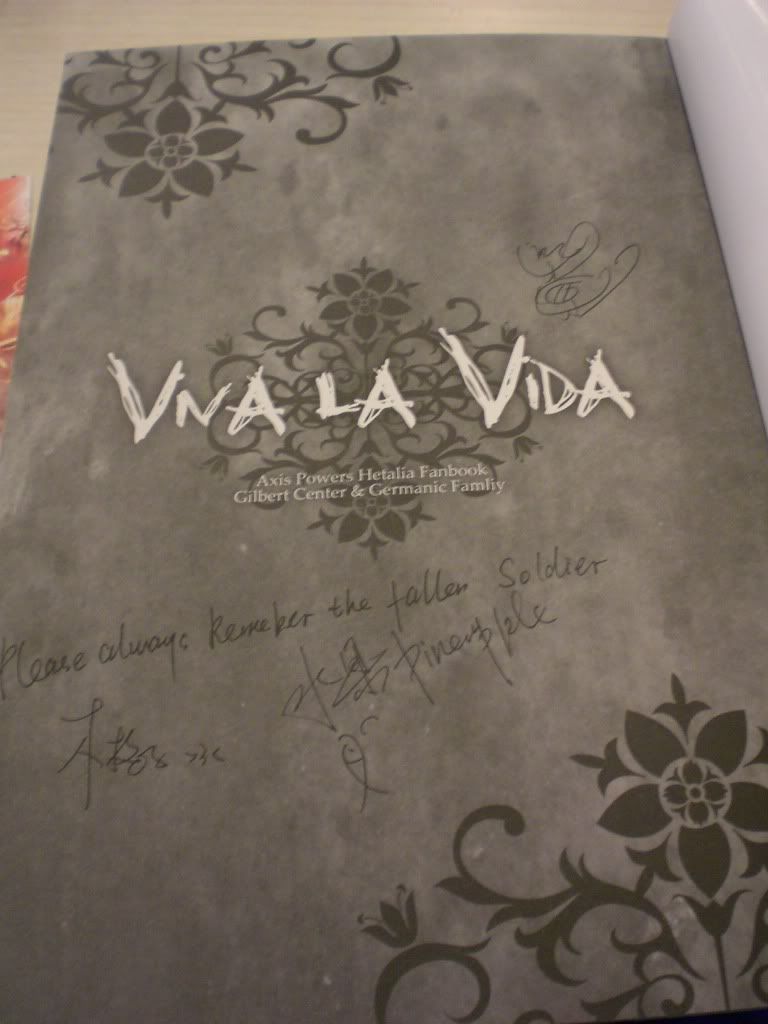 VIVA LA VIDA
Axis Powers Hetalia Fanbook
Gilbert Center & Germanic Famliy
Please always Remeber the fallen Soldier
Pineapple